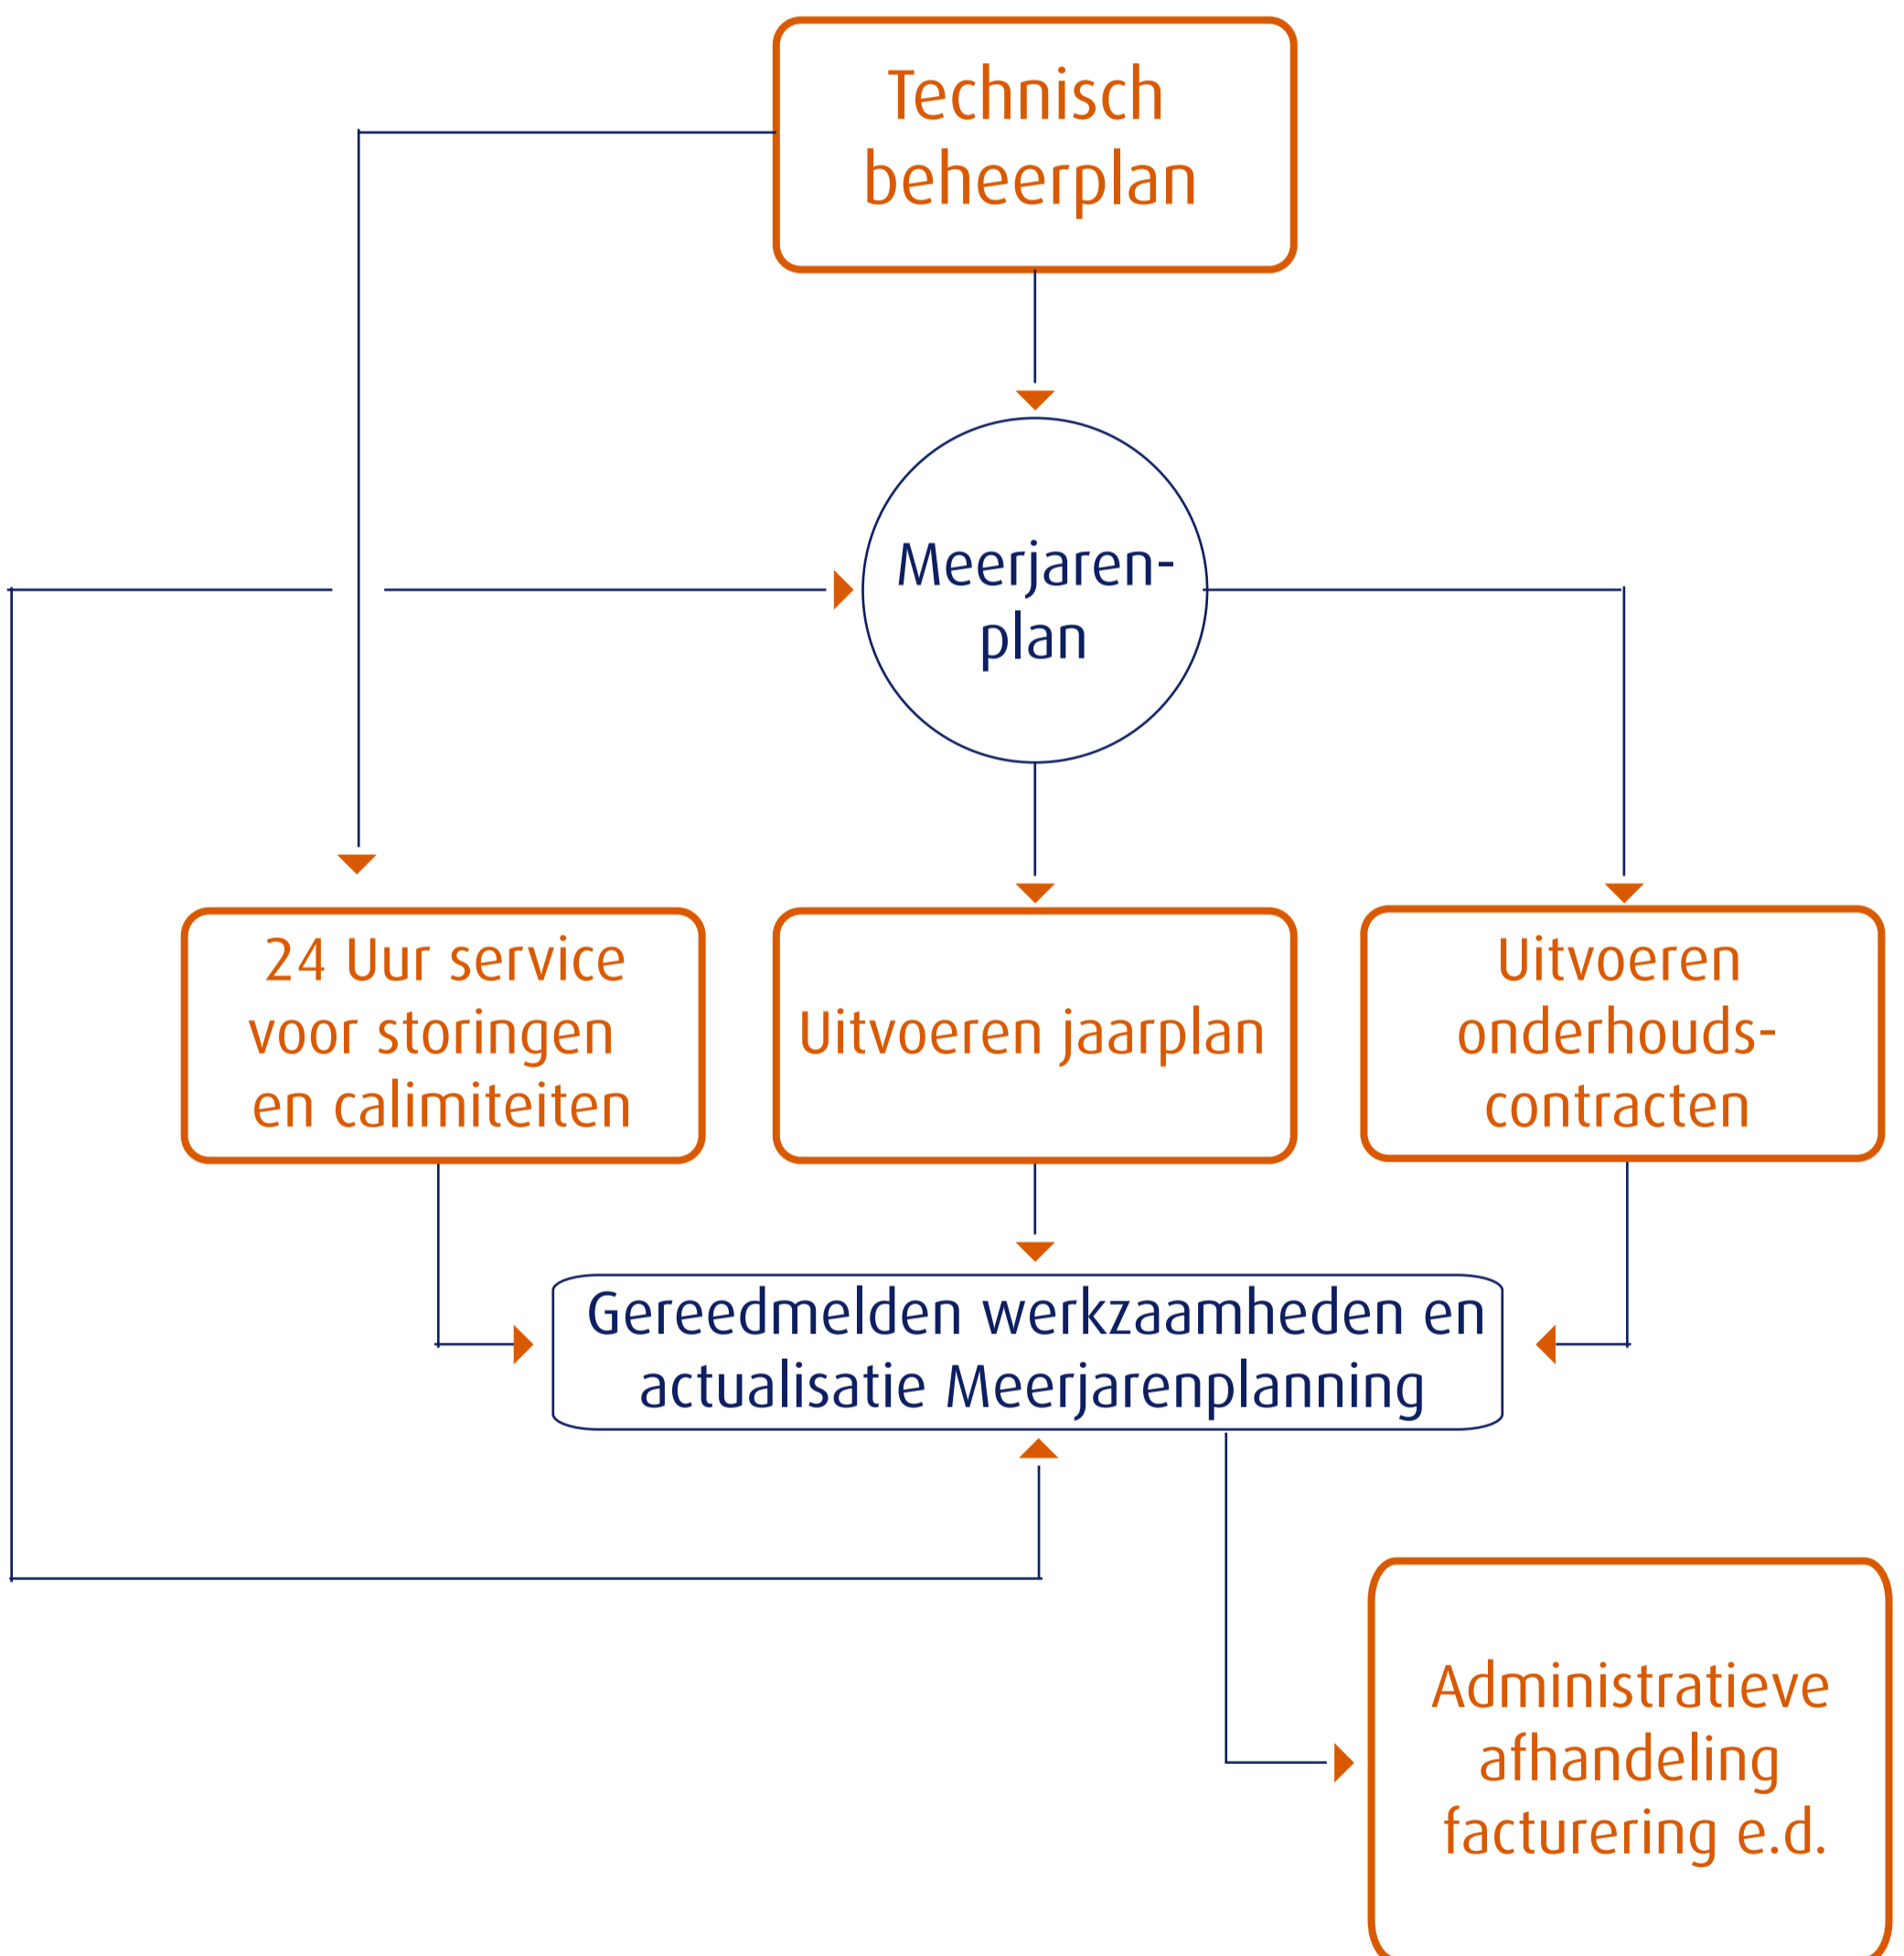 Technisch
beheerplan
Meerjaren-
plan
24 Uur service
voor storingen
en calimiteiten
Uitvoeren jaarplan
Uitvoeren
onderhouds-
contracten
Gereedmelden werkzaamheden en
actualisatie Meerjarenplanning
Administratieve
afhandeling
facturering e.d.